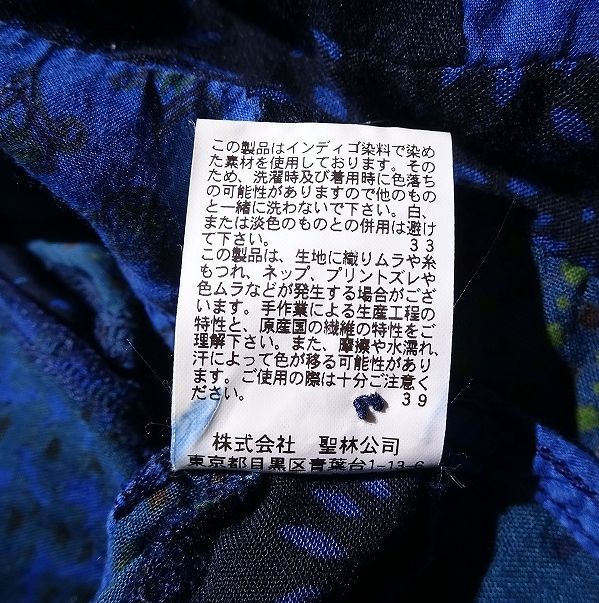 この製品はインディゴ染料で染め
た素材を使用しております。その
ため、洗濯時及び着用時に色落ち
の可能性がありますので他のもの
と一緒に洗わないで下さい。白、
または淡色のものとの併用は避け
て下さい。 33
この製品は、生地に織りムラや糸
もつれ、ネップ、プリントズレや
色ムラなどが発生する場合がござ
います。手作業による生産工程の
特性と、原産国の繊維の特性をご
理解下さい。また、摩擦や水濡れ、
汗によって色が移る可能性があり
ます。ご使用の際は十分ご注意く
ださい。 39
株式会社 聖林公司
東京都目黒区青葉台1-13-6